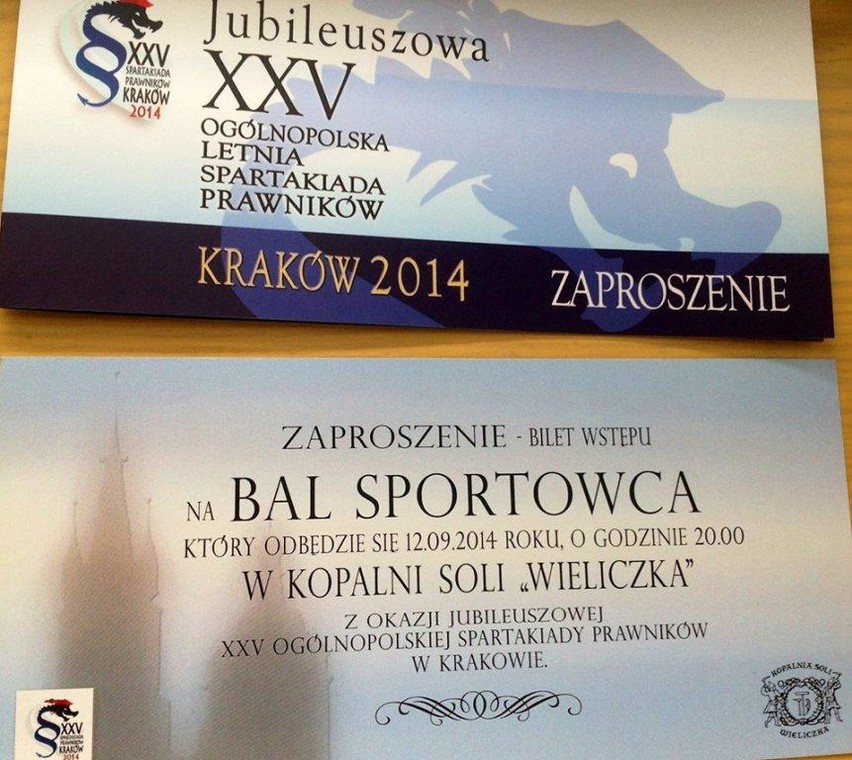 Jubileuszowa
XXV
OGÓLNOPOLSKA
LETNIA
SPARTAKIADA
PRAWNIKÓW
KRAKÓW 2014
ZAPROSZENIE
§ XXV
SPARTAKIADA
PRAWNIKÓW
KRAKÓW
2014
ZAPROSZENIE - BILET WSTĘPU
NA BAL SPORTOWCA
KTÓRY ODBĘDZIE SIĘ 12.09.2014 ROKU, O GODZINIE 20.00
W KOPALNI SOLI „WIELICZKA”
Z OKAZJI JUBILEUSZOWEJ
XXV OGÓLNOPOLSKIEJ SPARTAKIADY PRAWNIKÓW
W KRAKOWIE.
§ XXV
SPARTAKIADA
PRAWNIKÓW
KRAKÓW
2014
KOPALNIA SOLI
WIELICZKA